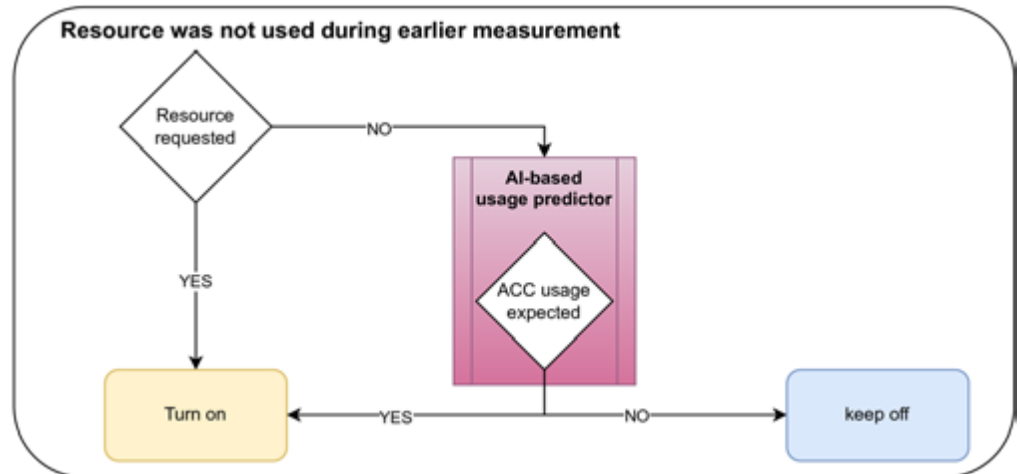 Resource was not used during earlier measurement
Resource
requested
NO
AI-based
usage predictor
YES
ACC usage
expected
Turn on
YES
NO
keep off